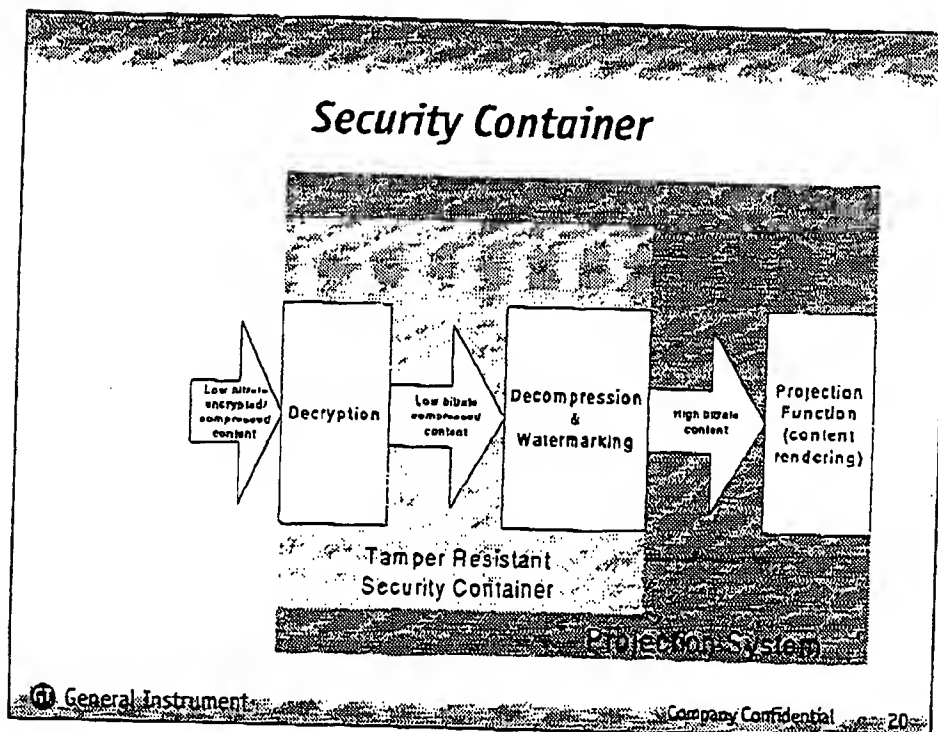 Security Container
Low bitrate
encrypted/
compressed
content
Decryption
Low bitrate
compressed
content
Decompression
&
Watermarking
High bitrate
content
Projection
Function
(content
rendering)
Tamper Resistant
Security Container
Projection System
GI General Instrument
Company Confidential 20